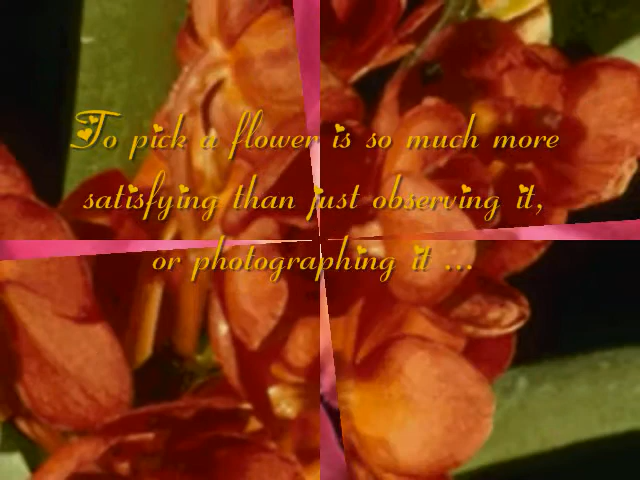 To pick a flower is so much more
satisfying than just observing it,
or photographing it ...